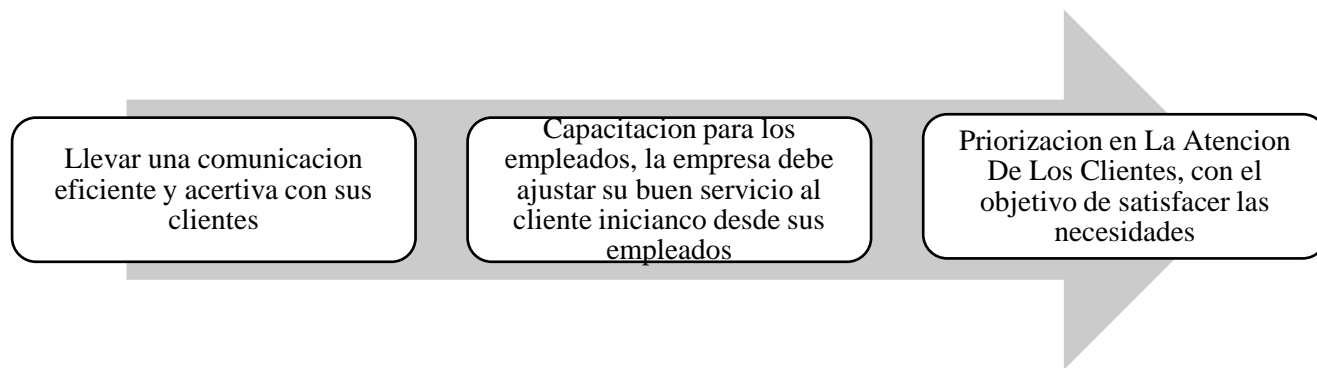 Llevar una comunicacion
eficiente y acertiva con sus
clientes
Capacitacion para los
empleados, la empresa debe
ajustar su buen servicio al
cliente inicianco desde sus
empleados
Priorizacion en La Atencion
De Los Clientes, con el
objetivo de satisfacer las
necesidades